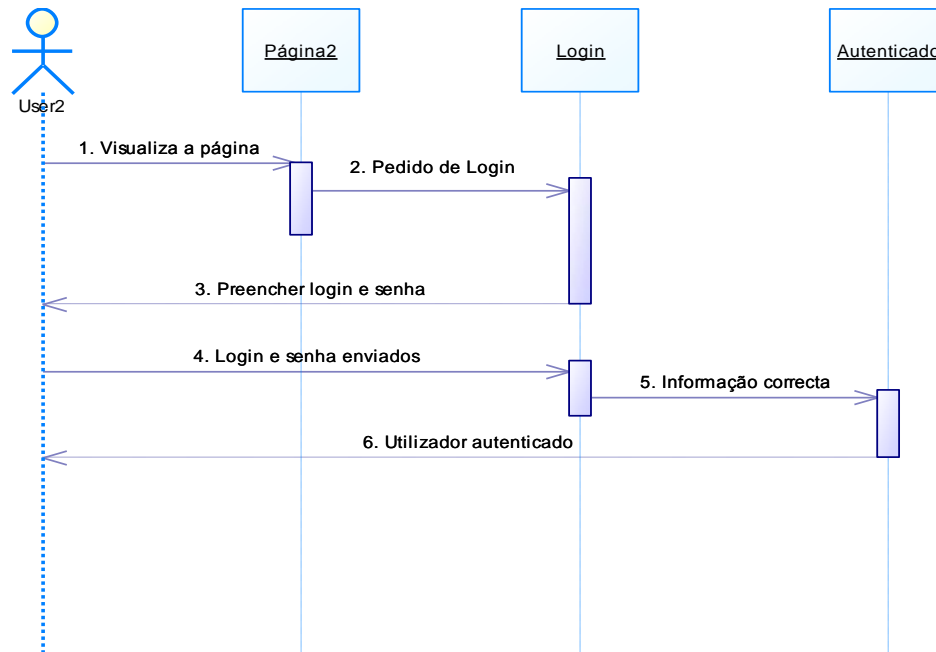 Página2
Login
Autenticado
User2
1. Visualiza a página
2. Pedido de Login
3. Preencher login e senha
4. Login e senha enviados
5. Informação correcta
6. Utilizador autenticado